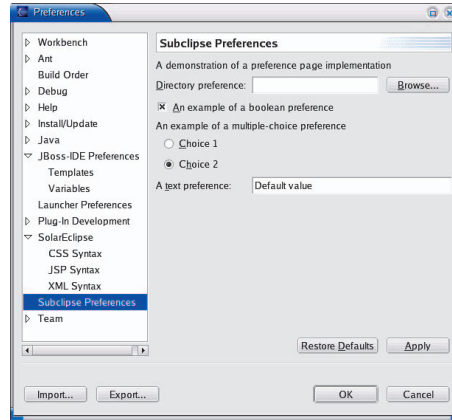 Preferences
Workbench
Ant
Build Order
Debug
Help
Install/Update
Java
JBoss-IDE Preferences
Templates
Variables
Launcher Preferences
Plug-In Development
SolarEclipse
CSS Syntax
JSP Syntax
XML Syntax
Subclipse Preferences
Team
Subclipse Preferences
A demonstration of a preference page implementation
Directory preference:
Browse...
An example of a boolean preference
An example of a multiple-choice preference
Choice 1
Choice 2
A text preference: Default value
Restore Defaults Apply
Import... Export... OK Cancel